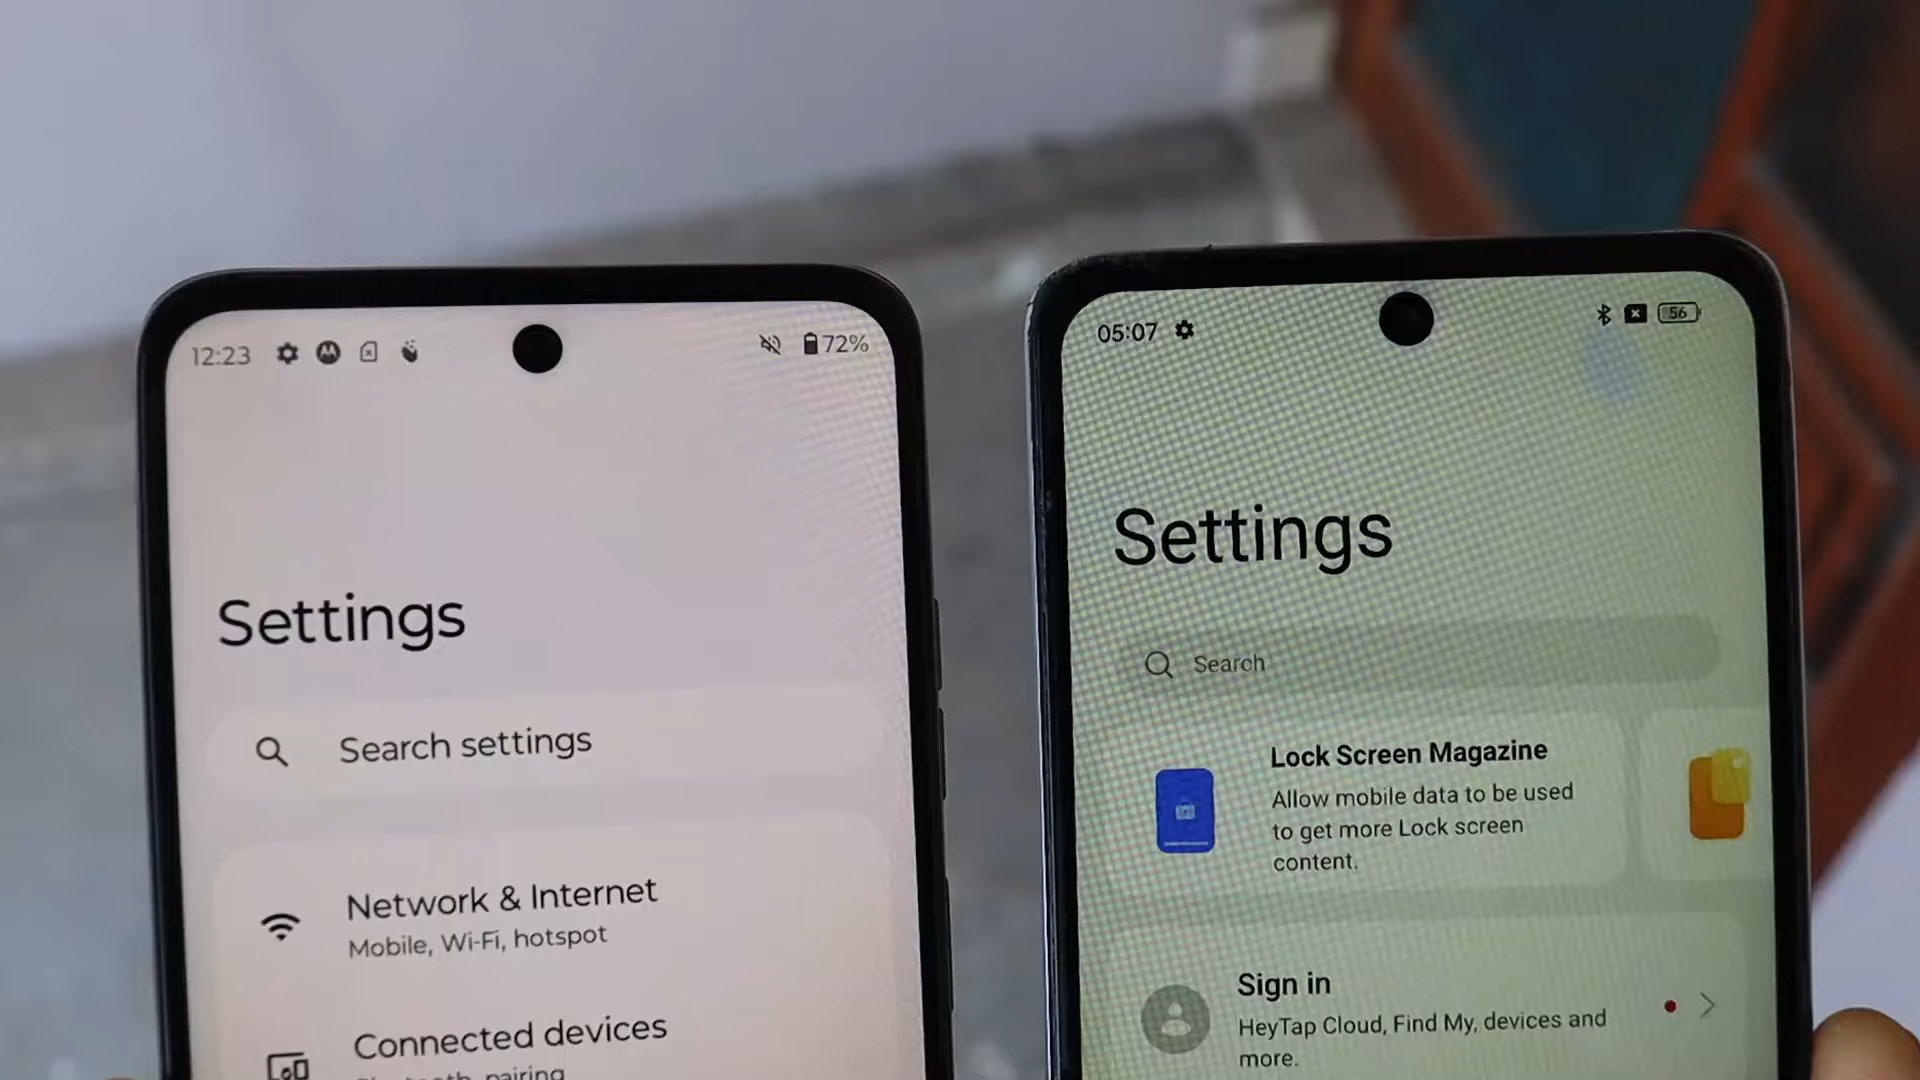 12:23
72%
Settings
Search settings
Network & Internet
Mobile, Wi-Fi, hotspot
Connected devices
pairing
05:07
56
Settings
Search
Lock Screen Magazine
Allow mobile data to be used
to get more Lock screen
content.
Sign in
HeyTap Cloud, Find My, devices and
more.